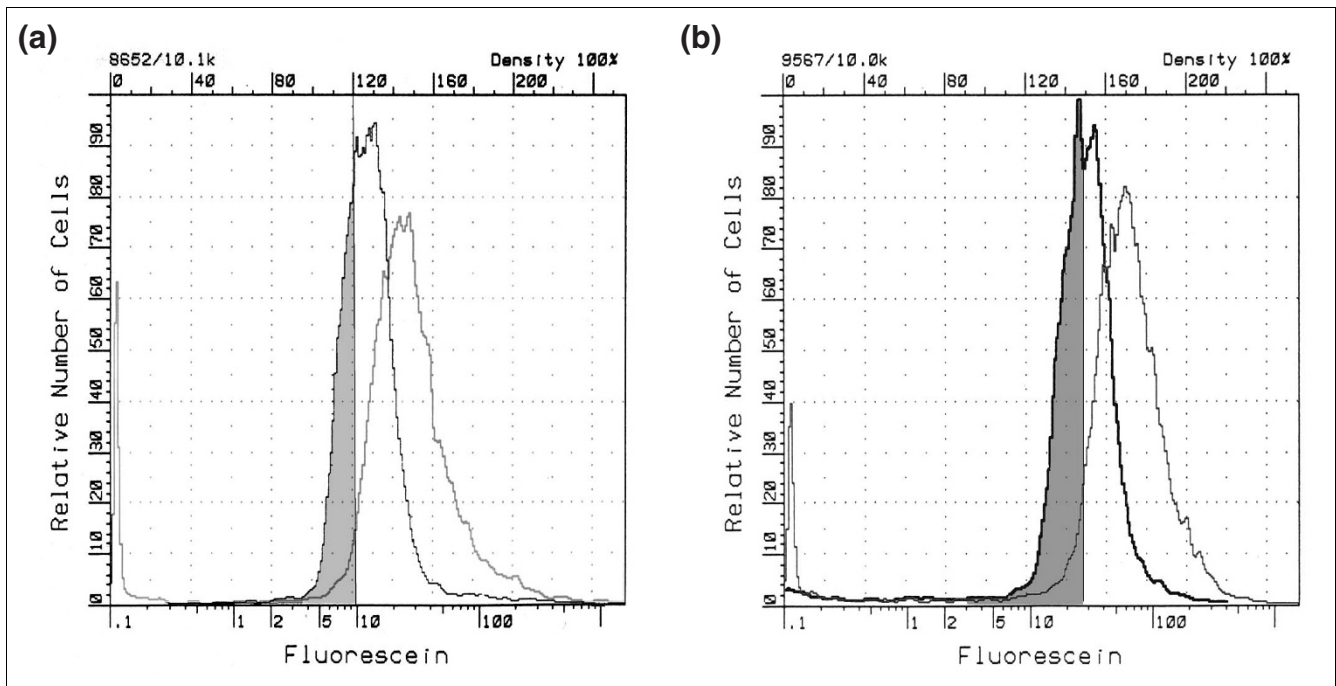 (a)
8652/10.1k Density 100%
0 40 80 120 160 200
Relative Number of Cells
90
80
70
60
50
40
30
20
10
0
.1 1 2 5 10 100
Fluorescein
(b)
9567/10.0k Density 100%
0 40 80 120 160 200
Relative Number of Cells
90
80
70
60
50
40
30
20
10
0
.1 1 2 5 10 100
Fluorescein